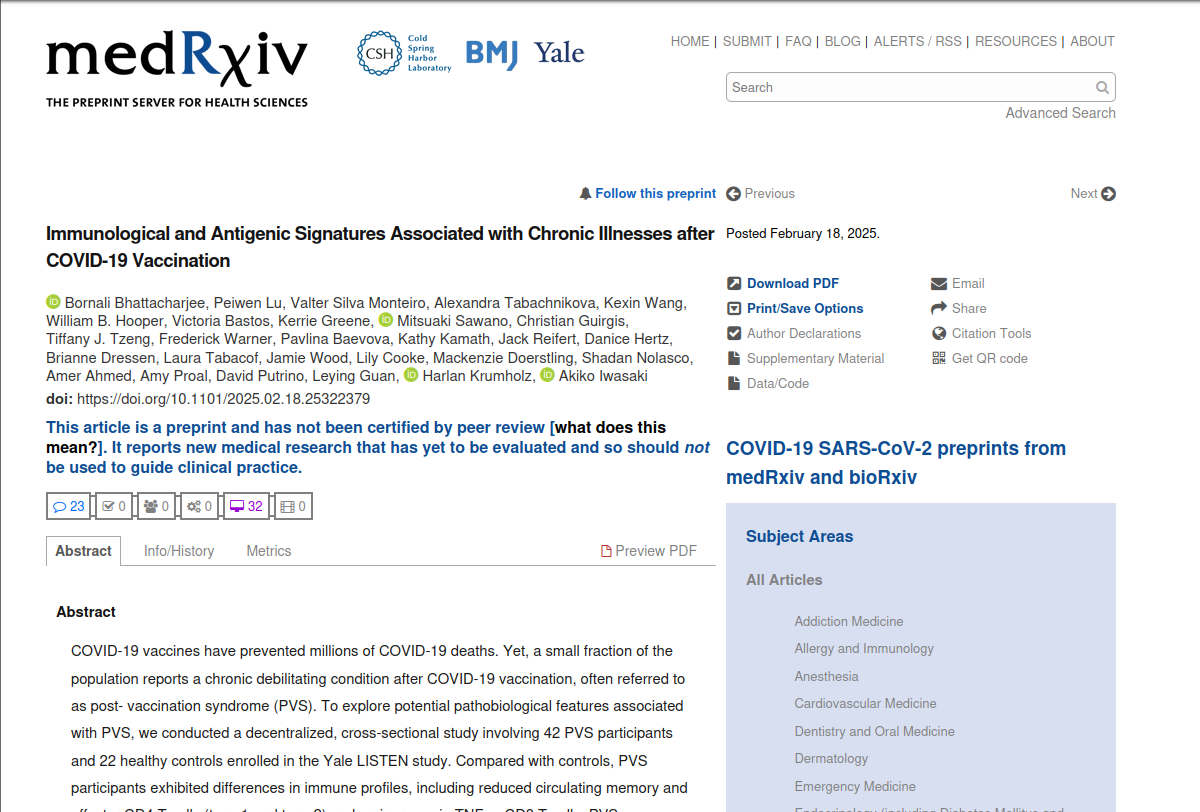 medRxiv
THE PREPRINT SERVER FOR HEALTH SCIENCES
CSH
Cold
Spring
Harbor
Laboratory
BMJ
Yale
HOME | SUBMIT | FAQ | BLOG | ALERTS / RSS | RESOURCES | ABOUT
Search
Advanced Search
Follow this preprint
Previous
Next
Immunological and Antigenic Signatures Associated with Chronic Illnesses after
COVID-19 Vaccination
iD Bornali Bhattacharjee, Peiwen Lu, Valter Silva Monteiro, Alexandra Tabachnikova, Kexin Wang,
William B. Hooper, Victoria Bastos, Kerrie Greene, iD Mitsuaki Sawano, Christian Guirgis,
Tiffany J. Tzeng, Frederick Warner, Pavlina Baevova, Kathy Kamath, Jack Reifert, Danice Hertz,
Brianne Dressen, Laura Tabacof, Jamie Wood, Lily Cooke, Mackenzie Doerstling, Shadan Nolasco,
Amer Ahmed, Amy Proal, David Putrino, Leying Guan, iD Harlan Krumholz, iD Akiko Iwasaki
doi: https://doi.org/10.1101/2025.02.18.25322379
This article is a preprint and has not been certified by peer review [what does this
mean?]. It reports new medical research that has yet to be evaluated and so should not
be used to guide clinical practice.
23 0 0 0 32 0
Abstract Info/History Metrics Preview PDF
Abstract
COVID-19 vaccines have prevented millions of COVID-19 deaths. Yet, a small fraction of the
population reports a chronic debilitating condition after COVID-19 vaccination, often referred to
as post- vaccination syndrome (PVS). To explore potential pathobiological features associated
with PVS, we conducted a decentralized, cross-sectional study involving 42 PVS participants
and 22 healthy controls enrolled in the Yale LISTEN study. Compared with controls, PVS
participants exhibited differences in immune profiles, including reduced circulating memory and
Posted February 18, 2025.
Download PDF
Print/Save Options
Author Declarations
Supplementary Material
Data/Code
Email
Share
Citation Tools
Get QR code
COVID-19 SARS-CoV-2 preprints from
medRxiv and bioRxiv
Subject Areas
All Articles
Addiction Medicine
Allergy and Immunology
Anesthesia
Cardiovascular Medicine
Dentistry and Oral Medicine
Dermatology
Emergency Medicine